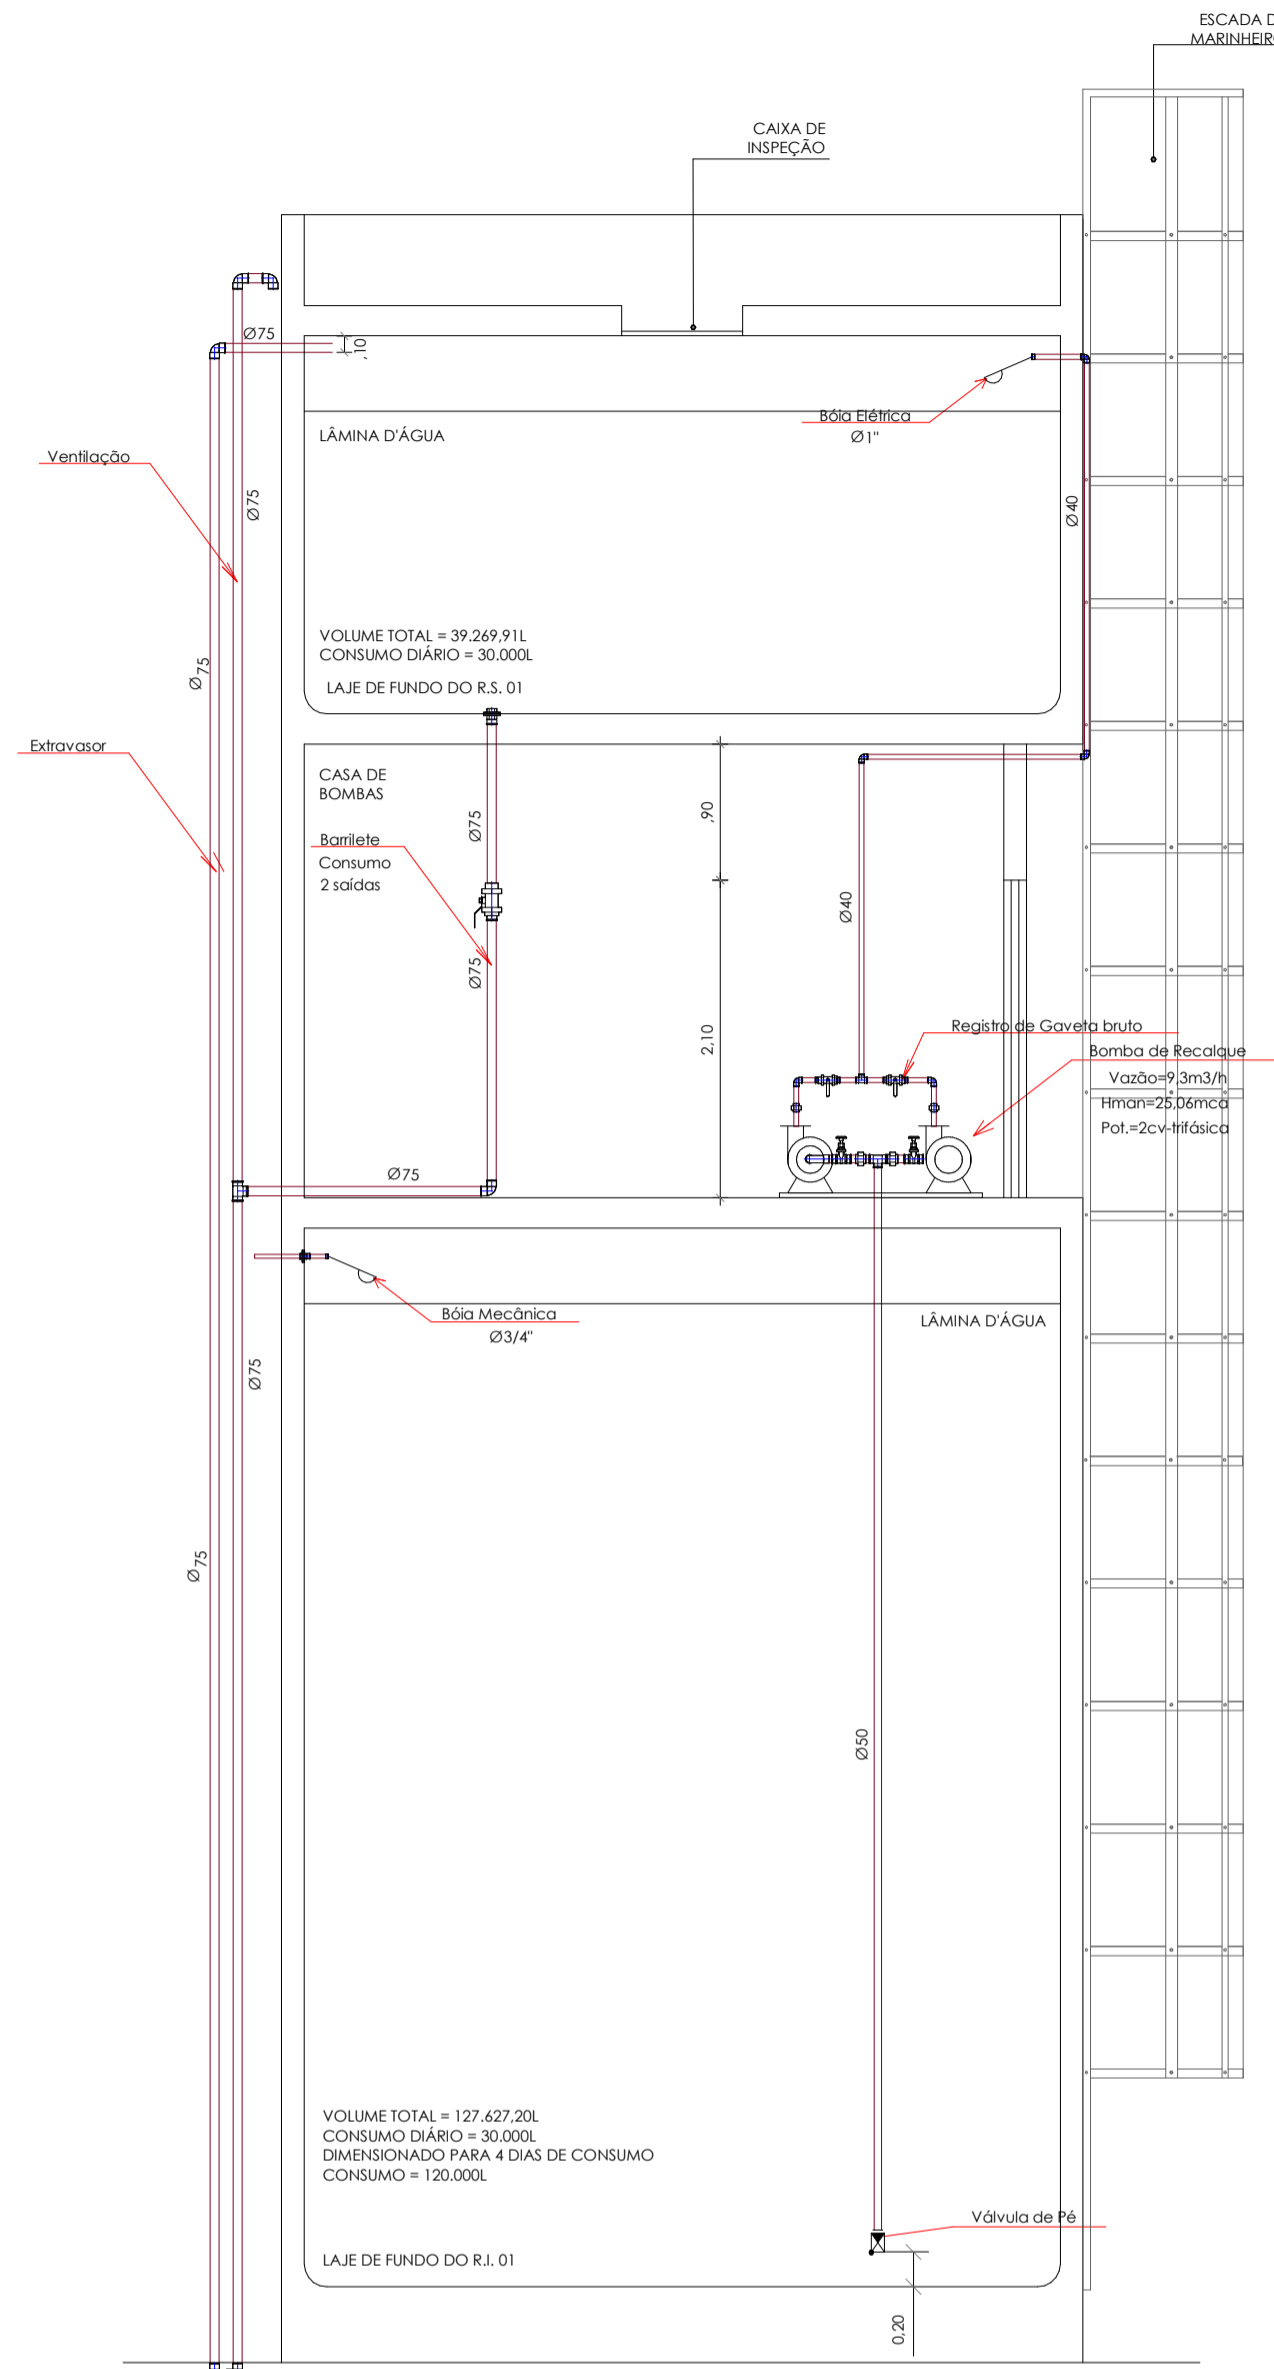 ESCADA D
MARINHEIRO
CAIXA DE
INSPEÇÃO
Ø75
,10
Bóia Elétrica
Ø1"
LÂMINA D'ÁGUA
Ventilação
Ø75
Ø40
VOLUME TOTAL = 39.269,91L
CONSUMO DIÁRIO = 30.000L
Ø75
LAJE DE FUNDO DO R.S. 01
Extravasor
CASA DE
BOMBAS
,90
Ø75
Barrilete
Consumo
2 saídas
Ø40
Ø75
2,10
Registro de Gaveta bruto
Bomba de Recalque
Vazão=9,3m3/h
Hman=25,06mca
Pot.=2cv-trifásica
Ø75
Bóia Mecânica
Ø3/4"
LÂMINA D'ÁGUA
Ø75
Ø75
Ø50
VOLUME TOTAL = 127.627,20L
CONSUMO DIÁRIO = 30.000L
DIMENSIONADO PARA 4 DIAS DE CONSUMO
CONSUMO = 120.000L
Válvula de Pé
LAJE DE FUNDO DO R.I. 01
0,20